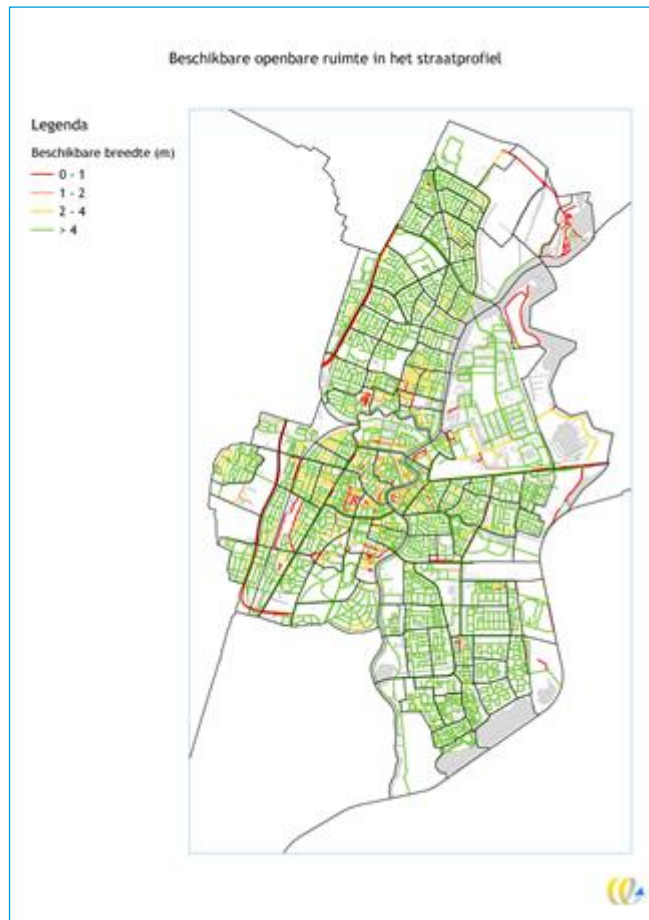 Beschikbare openbare ruimte in het straatprofiel
Legenda
Beschikbare breedte (m)
0 - 1
1 - 2
2 - 4
> 4